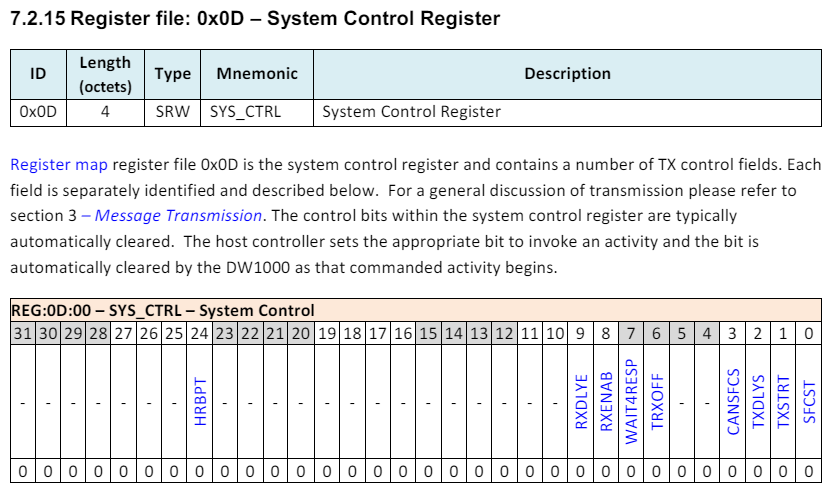 7.2.15 Register file: 0x0D – System Control Register
ID Length (octets) Type Mnemonic Description
0x0D 4 SRW SYS_CTRL System Control Register
Register map register file 0x0D is the system control register and contains a number of TX control fields. Each
field is separately identified and described below. For a general discussion of transmission please refer to
section 3 – Message Transmission. The control bits within the system control register are typically
automatically cleared. The host controller sets the appropriate bit to invoke an activity and the bit is
automatically cleared by the DW1000 as that commanded activity begins.
REG:0D:00 – SYS_CTRL – System Control
31 30 29 28 27 26 25 24 23 22 21 20 19 18 17 16 15 14 13 12 11 10 9 8 7 6 5 4 3 2 1 0
- - - - - - - HRBPT - - - - - - - - - - - - - - RXDLYE RXENAB WAIT4RESP TRXOFF - - CANSFCS TXDLYS TXSTRT SFCST
0 0 0 0 0 0 0 0 0 0 0 0 0 0 0 0 0 0 0 0 0 0 0 0 0 0 0 0 0 0 0 0